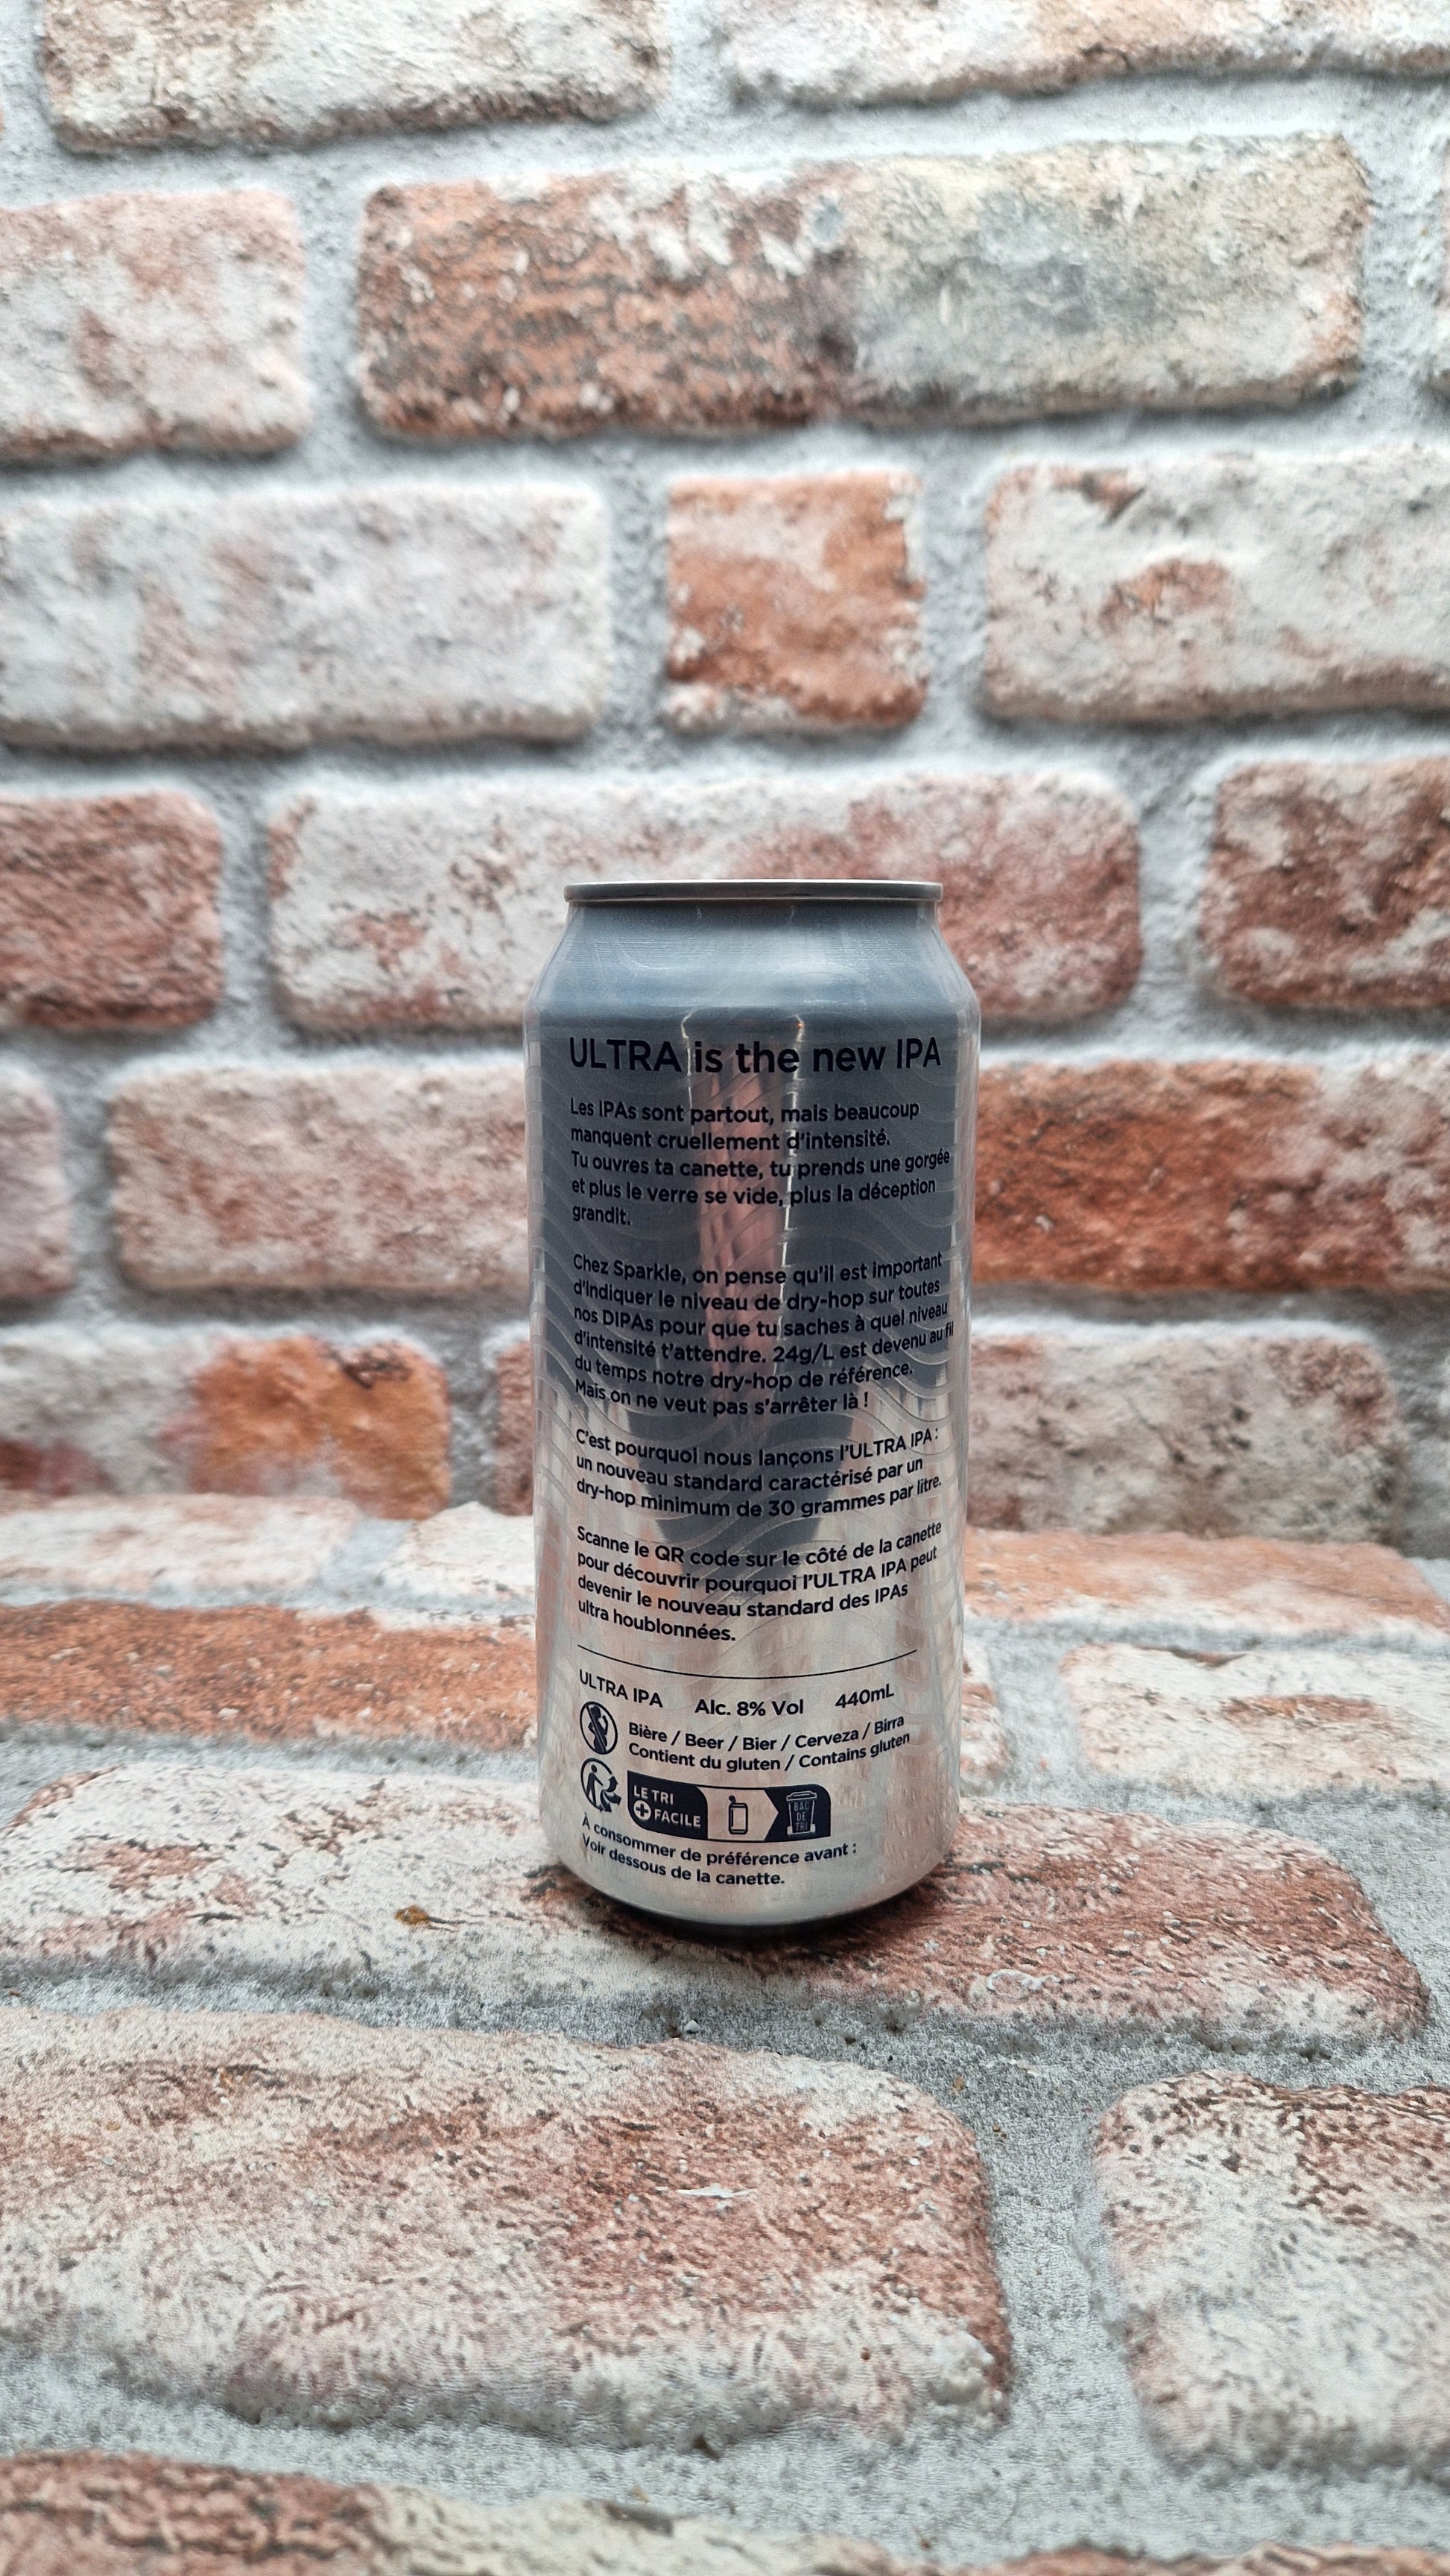 ULTRA is the new IPA
Les IPAs sont partout, mais beaucoup
manquent cruellement d'intensité.
Tu ouvres ta canette, tu prends une gorgée
et plus le verre se vide, plus la déception
grandit.
Chez Sparkle, on pense qu'il est important
d'indiquer le niveau de dry-hop sur toutes
nos DIPAs pour que tu saches à quel niveau
d'intensité t'attendre. 24g/L est devenu au fil
du temps notre dry-hop de référence.
Mais on ne veut pas s'arrêter là !
C'est pourquoi nous lançons l'ULTRA IPA :
un nouveau standard caractérisé par un
dry-hop minimum de 30 grammes par litre.
Scanne le QR code sur le côté de la canette
pour découvrir pourquoi l'ULTRA IPA peut
devenir le nouveau standard des IPAs
ultra houblonnées.
ULTRA IPA Alc. 8% Vol 440mL
Bière / Beer / Bier / Cerveza / Birra
Contient du gluten / Contains gluten
LE TRI
+ FACILE
BAC
DE
TRI
À consommer de préférence avant :
Voir dessous de la canette.